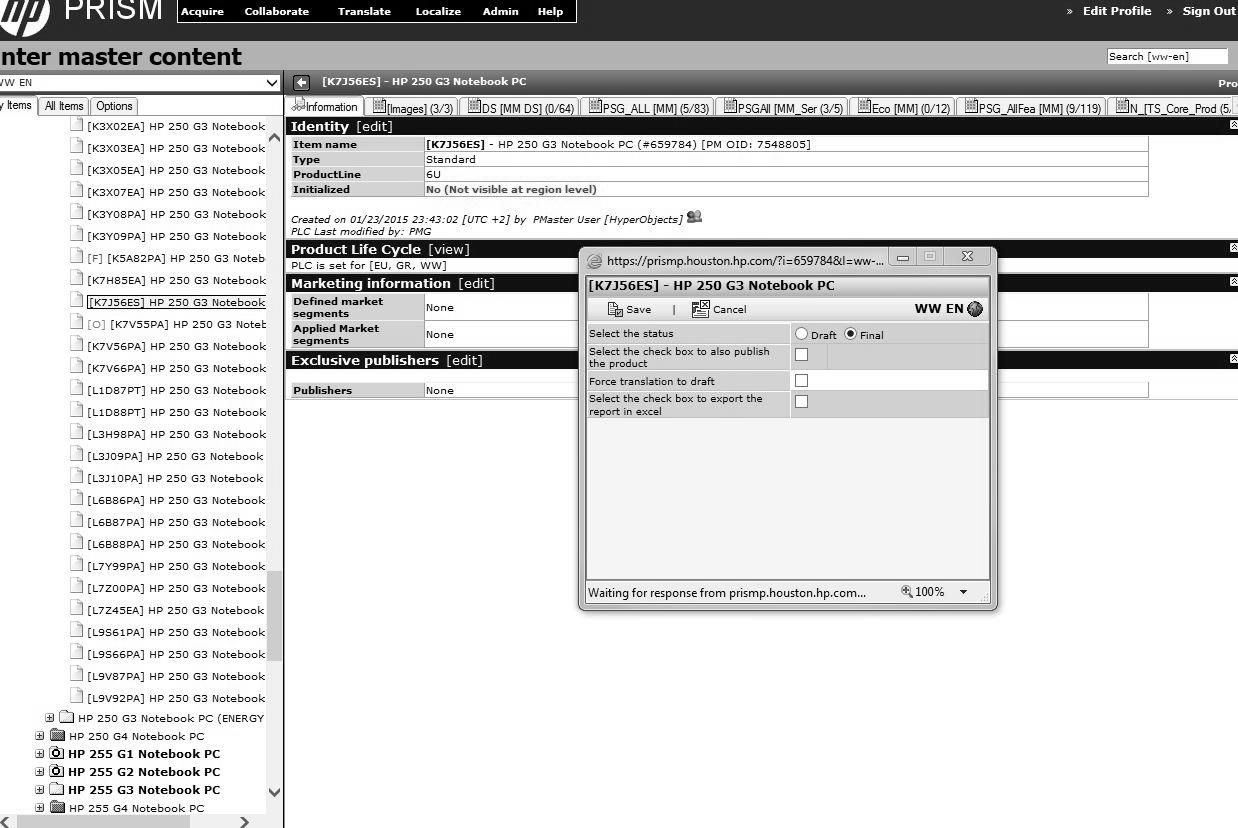 hp PRISM
Acquire Collaborate Translate Localize Admin Help
» Edit Profile » Sign Out
nter master content
Search [ww-en]
WW EN
[K7J56ES] - HP 250 G3 Notebook PC
Pro
y Items All Items Options
Information [Images] (3/3) DS [MM DS] (0/64) PSG_ALL [MM] (5/83) PSGAll [MM_Ser (3/5) Eco [MM] (0/12) PSG_AllFea [MM] (9/119) N_[TS_Core_Prod (5/
[K3X02EA] HP 250 G3 Notebook
[K3X03EA] HP 250 G3 Notebook
[K3X05EA] HP 250 G3 Notebook
[K3X07EA] HP 250 G3 Notebook
[K3Y08PA] HP 250 G3 Notebook
[K3Y09PA] HP 250 G3 Notebook
[F] [K5A82PA] HP 250 G3 Noteb
[K7H85EA] HP 250 G3 Notebook
[K7J56ES] HP 250 G3 Notebook
[O] [K7V55PA] HP 250 G3 Noteb
[K7V56PA] HP 250 G3 Notebook
[K7V66PA] HP 250 G3 Notebook
[L1D87PT] HP 250 G3 Notebook
[L1D88PT] HP 250 G3 Notebook
[L3H98PA] HP 250 G3 Notebook
[L3J09PA] HP 250 G3 Notebook
[L3J10PA] HP 250 G3 Notebook
[L6B86PA] HP 250 G3 Notebook
[L6B87PA] HP 250 G3 Notebook
[L6B88PA] HP 250 G3 Notebook
[L7Y99PA] HP 250 G3 Notebook
[L7Z00PA] HP 250 G3 Notebook
[L7Z45EA] HP 250 G3 Notebook
[L9S61PA] HP 250 G3 Notebook
[L9S66PA] HP 250 G3 Notebook
[L9V87PA] HP 250 G3 Notebook
[L9V92PA] HP 250 G3 Notebook
HP 250 G3 Notebook PC (ENERGY
HP 250 G4 Notebook PC
HP 255 G1 Notebook PC
HP 255 G2 Notebook PC
HP 255 G3 Notebook PC
HP 255 G4 Notebook PC
Identity [edit]
Item name [K7J56ES] - HP 250 G3 Notebook PC (#659784) [PM OID: 7548805]
Type Standard
ProductLine 6U
Initialized No (Not visible at region level)
Created on 01/23/2015 23:43:02 [UTC +2] by PMaster User [HyperObjects]
PLC Last modified by: PMG
Product Life Cycle [view]
PLC is set for [EU, GR, WW]
Marketing information [edit]
Defined market
segments
None
Applied Market
segments
None
Exclusive publishers [edit]
Publishers None
https://prismp.houston.hp.com/?i=659784&l=ww-...
[K7J56ES] - HP 250 G3 Notebook PC
Save | Cancel WW EN
Select the status Draft Final
Select the check box to also publish
the product
Force translation to draft
Select the check box to export the
report in excel
Waiting for response from prismp.houston.hp.com... 100%